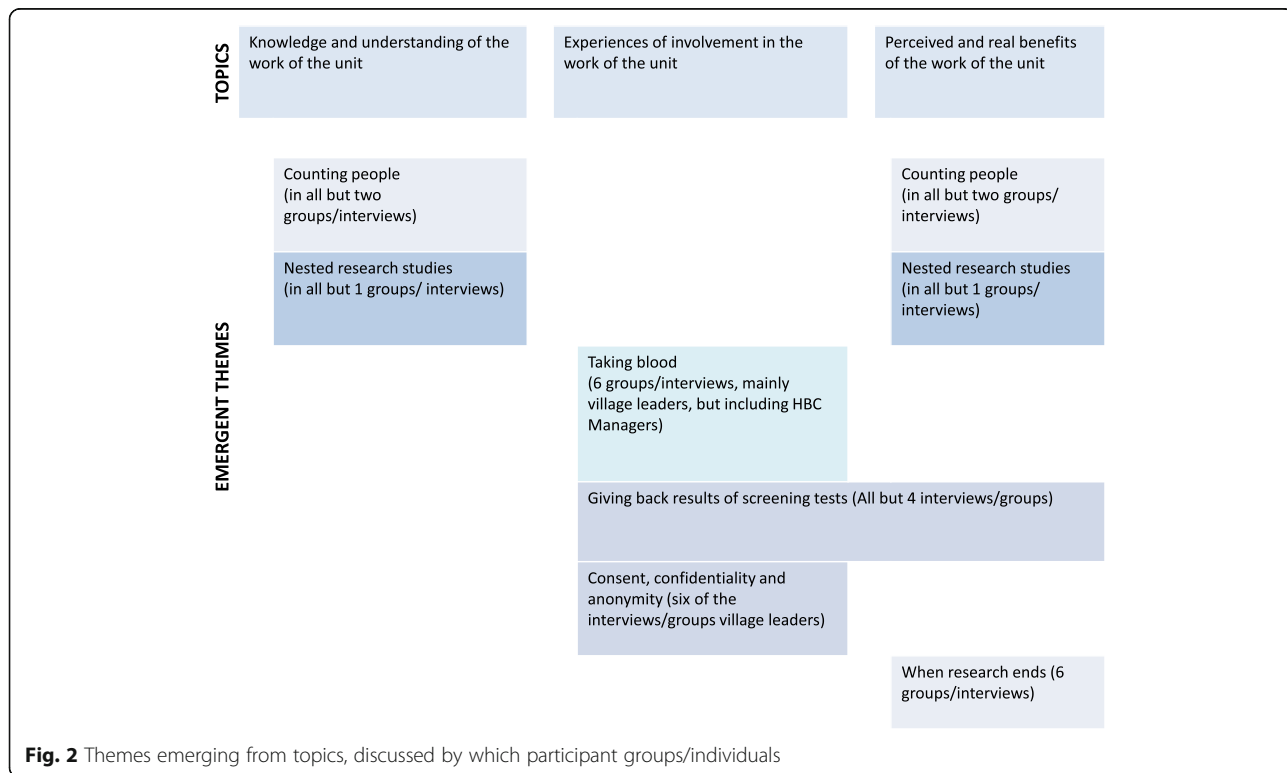 TOPICS
Knowledge and understanding of the
work of the unit
Experiences of involvement in the
work of the unit
Perceived and real benefits
of the work of the unit
EMERGENT THEMES
Counting people
(in all but two
groups/interviews)
Counting people
(in all but two groups/
interviews)
Nested research studies
(in all but 1 groups/ interviews)
Nested research studies
(in all but 1 groups/
interviews)
Taking blood
(6 groups/interviews, mainly
village leaders, but including HBC
Managers)
Giving back results of screening tests (All but 4 interviews/groups)
Consent, confidentiality and
anonymity (six of the
interviews/groups village leaders)
When research ends (6
groups/interviews)
Fig. 2 Themes emerging from topics, discussed by which participant groups/individuals